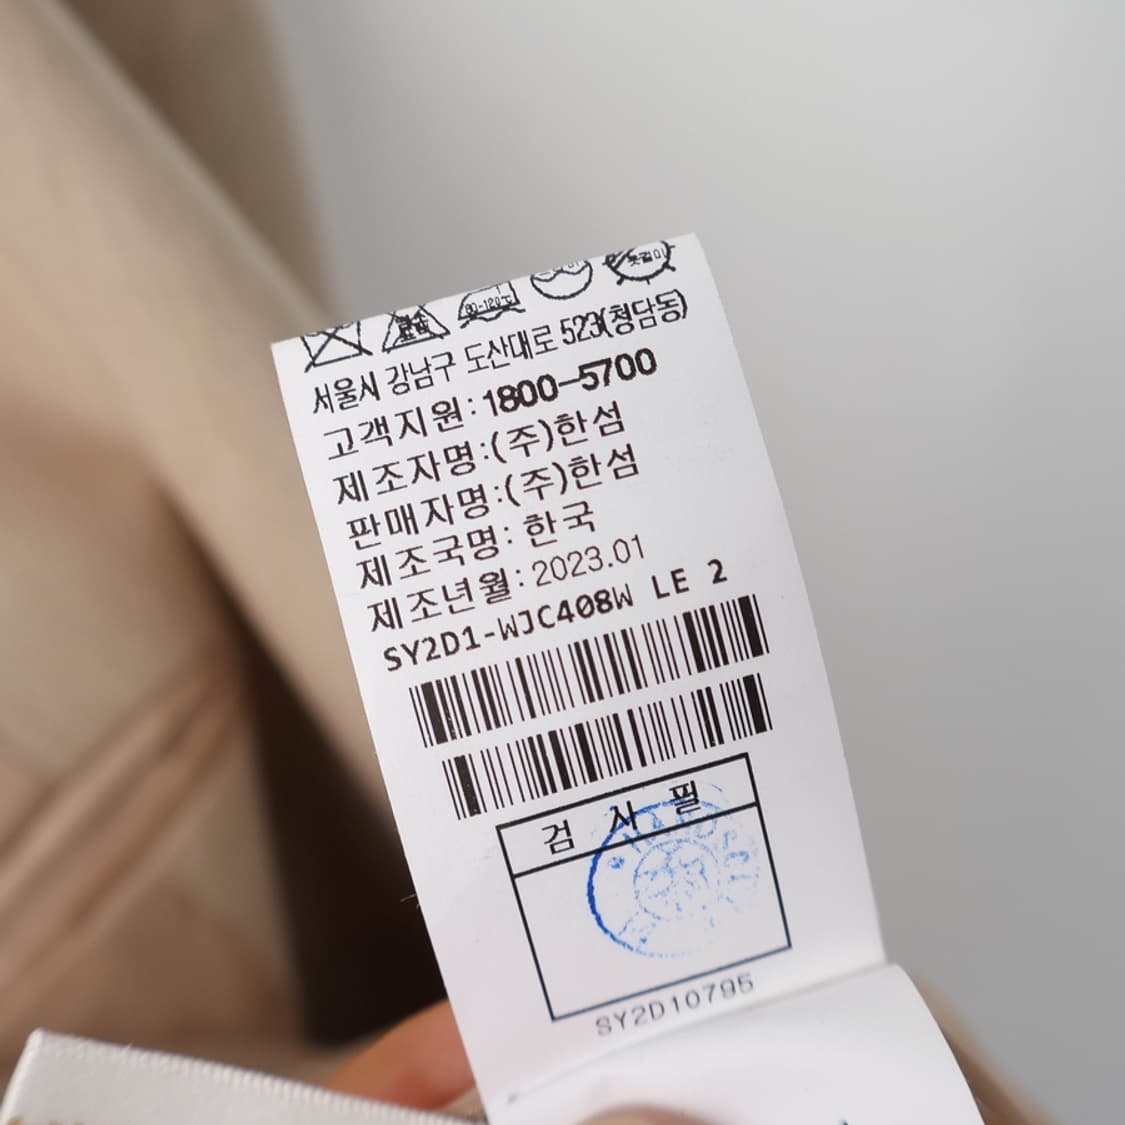 80-120℃
서울시 강남구 도산대로 523(청담동)
고객지원:1800-5700
제조자명:(주)한섬
판매자명:(주)한섬
제조국명: 한국
제조년월:2023.01
SY2D1-WJC408W LE 2
검 사 필
SY2D10795